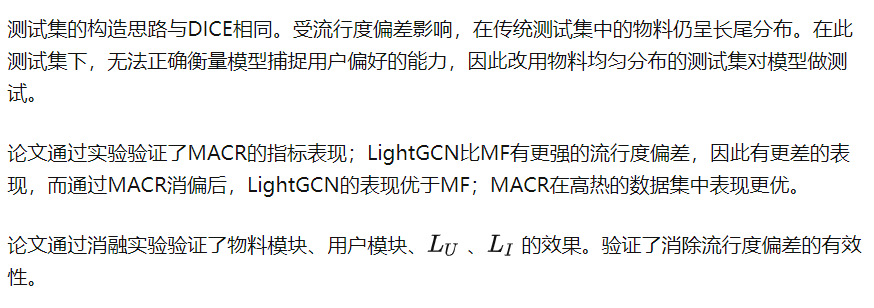 测试集的构造思路与DICE相同。受流行度偏差影响，在传统测试集中的物料仍呈长尾分布。在此
测试集下，无法正确衡量模型捕捉用户偏好的能力，因此改用物料均匀分布的测试集对模型做测
试。
论文通过实验验证了MACR的指标表现；LightGCN比MF有更强的流行度偏差，因此有更差的表
现，而通过MACR消偏后，LightGCN的表现优于MF；MACR在高热的数据集中表现更优。
论文通过消融实验验证了物料模块、用户模块、L_U 、L_I 的效果。验证了消除流行度偏差的有效
性。